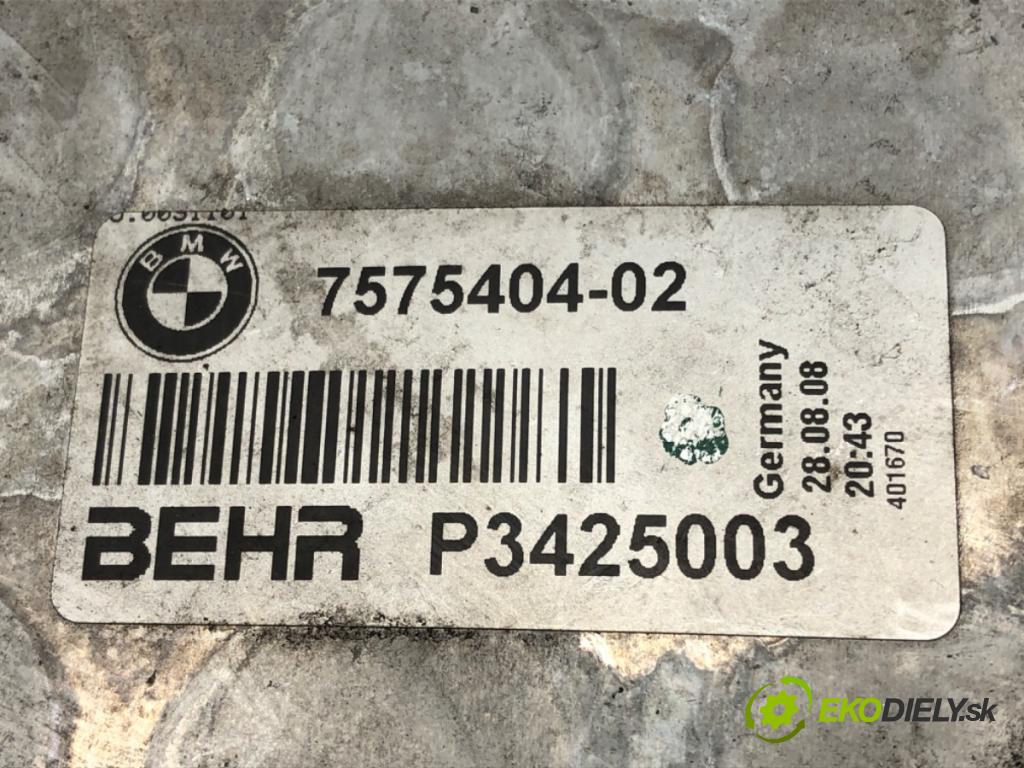 BMW
7575404-02
BEHR P3425003
Germany
28.08.08
20:43
401670
EKODIELY.sk